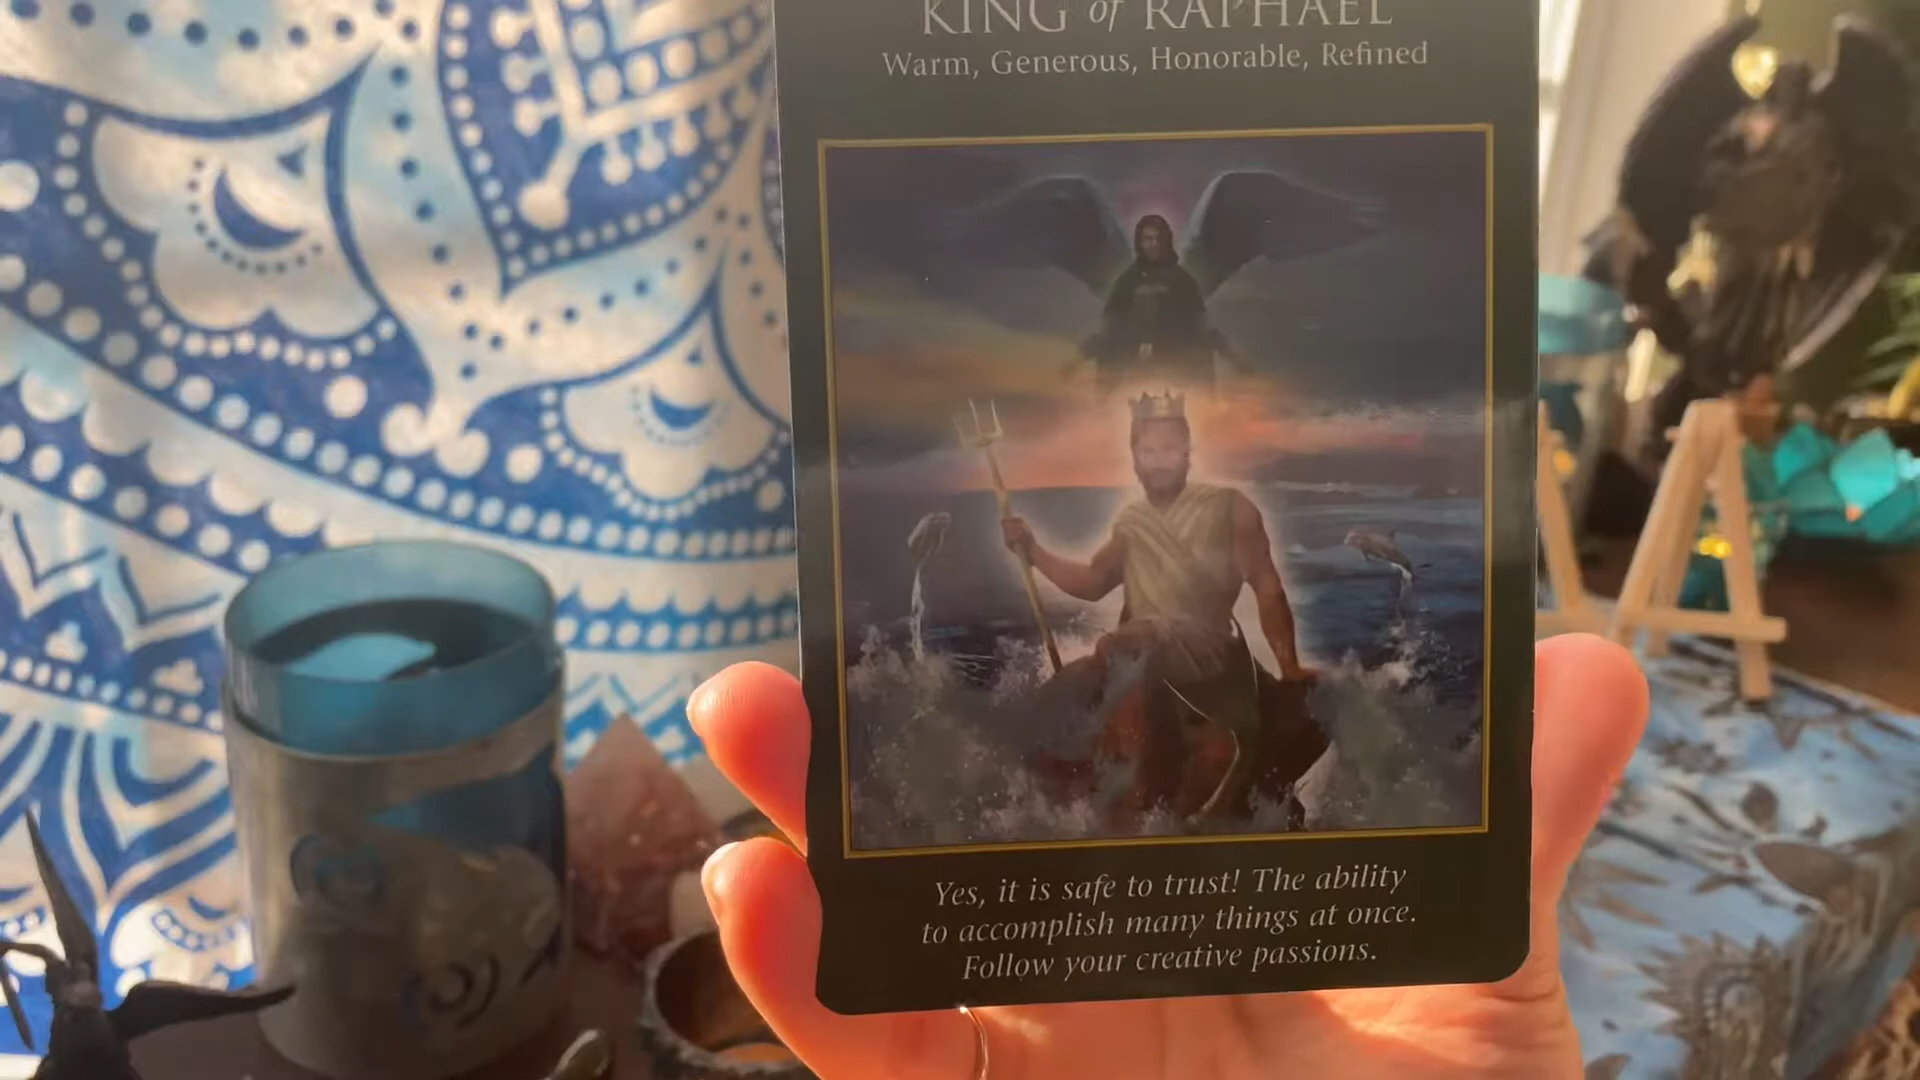 KING of RAPHAEL
Warm, Generous, Honorable, Refined
Yes, it is safe to trust! The ability
to accomplish many things at once.
Follow your creative passions.